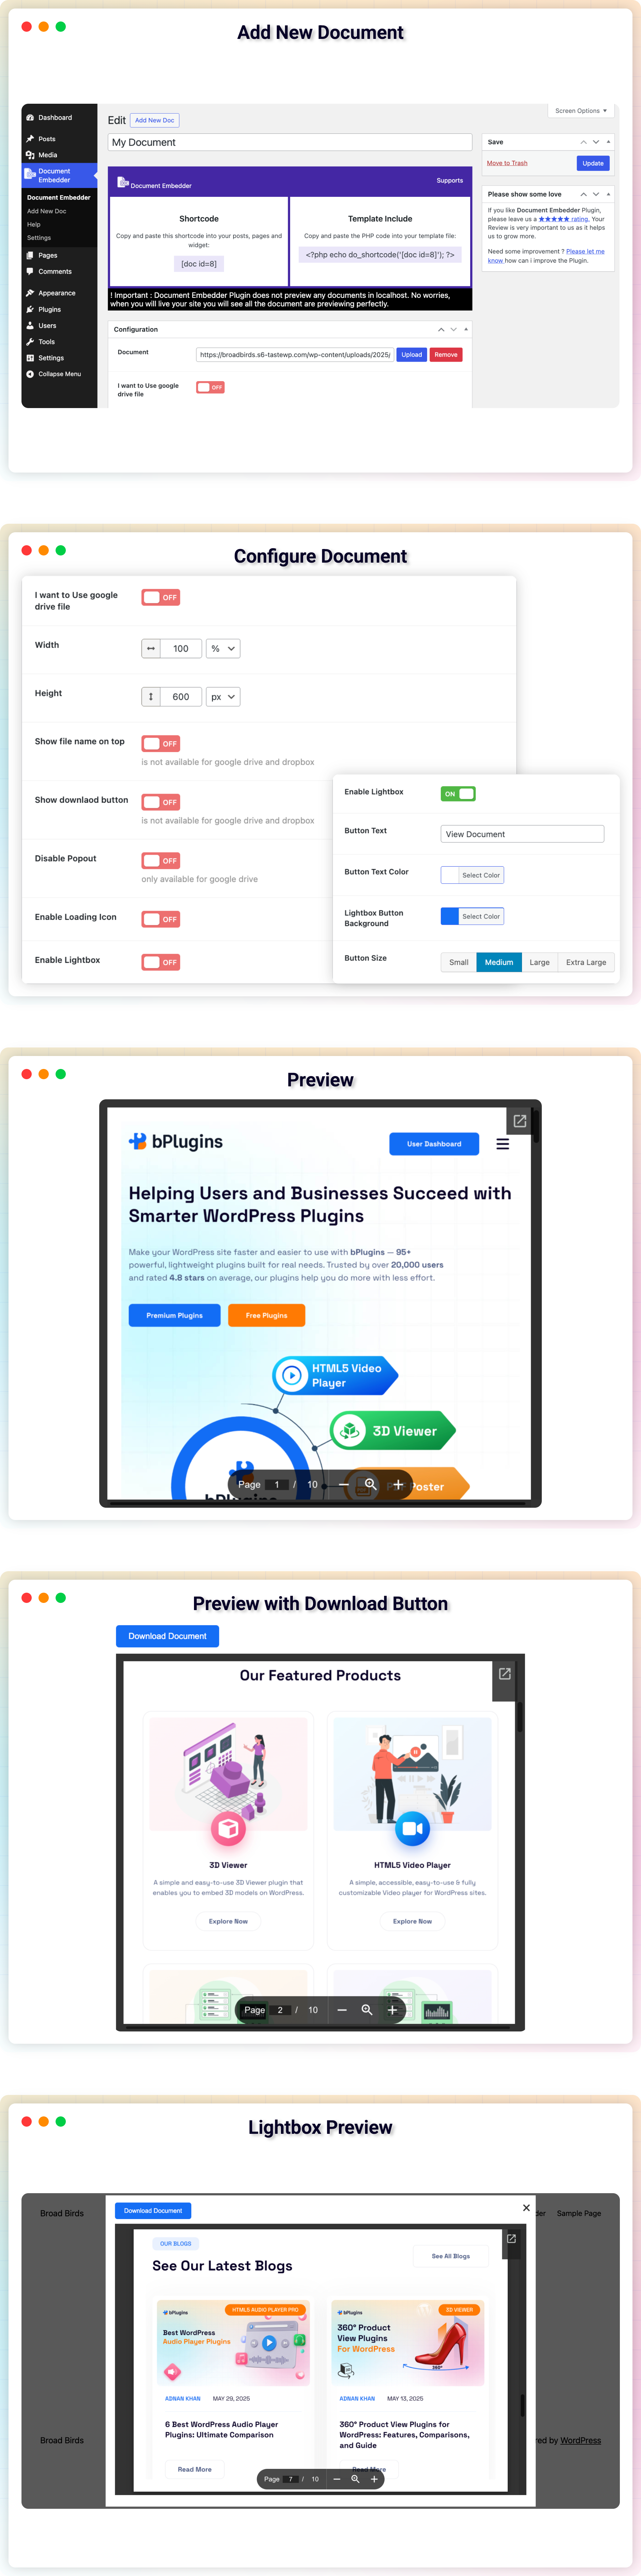 Add New Document
Screen Options
Dashboard
Posts
Media
Document
Embedder
Document Embedder
Add New Doc
Help
Settings
Pages
Comments
Appearance
Plugins
Users
Tools
Settings
Collapse Menu
Edit
Add New Doc
My Document
Document Embedder
Supports
Shortcode
Copy and paste this shortcode into your posts, pages and
widget:
[doc id=8]
Template Include
Copy and paste the PHP code into your template file:
<?php echo do_shortcode('[doc id=8]'); ?>
! Important : Document Embedder Plugin does not preview any documents in localhost. No worries,
when you will live your site you will see all the document are previewing perfectly.
Configuration
Document
https://broadbirds.s6-tastewp.com/wp-content/uploads/2025/
Upload
Remove
I want to Use google
drive file
OFF
Save
Move to Trash
Update
Please show some love
If you like Document Embedder Plugin,
please leave us a ★★★★★ rating. Your
Review is very important to us as it helps
us to grow more.
Need some improvement ? Please let me
know how can i improve the Plugin.
Configure Document
I want to Use google
drive file
OFF
Width
100
%
Height
600
px
Show file name on top
OFF
is not available for google drive and dropbox
Show downlaod button
OFF
is not available for google drive and dropbox
Disable Popout
OFF
only available for google drive
Enable Loading Icon
OFF
Enable Lightbox
OFF
Enable Lightbox
ON
Button Text
View Document
Button Text Color
Select Color
Lightbox Button
Background
Select Color
Button Size
Small
Medium
Large
Extra Large
Preview
bPlugins
User Dashboard
Helping Users and Businesses Succeed with
Smarter WordPress Plugins
Make your WordPress site faster and easier to use with bPlugins — 95+
powerful, lightweight plugins built for real needs. Trusted by over 20,000 users
and rated 4.8 stars on average, our plugins help you do more with less effort.
Premium Plugins
Free Plugins
HTML5 Video
Player
3D Viewer
Poster
bPlugins
Page 1 / 10
Preview with Download Button
Download Document
Our Featured Products
3D Viewer
A simple and easy-to-use 3D Viewer plugin that
enables you to embed 3D models on WordPress.
Explore Now
HTML5 Video Player
A simple, accessible, easy-to-use & fully
customizable Video player for WordPress sites.
Explore Now
Page 2 / 10
Lightbox Preview
Broad Birds
Download Document
der
Sample Page
OUR BLOGS
See Our Latest Blogs
See All Blogs
bPlugins
HTML5 AUDIO PLAYER PRO
Best WordPress
Audio Player Plugins
ADNAN KHAN
MAY 29, 2025
6 Best WordPress Audio Player
Plugins: Ultimate Comparison
Read More
bPlugins
3D VIEWER
360° Product
View Plugins
For WordPress
360°
ADNAN KHAN
MAY 13, 2025
360° Product View Plugins for
WordPress: Features, Comparisons,
and Guide
Read More
Page 7 / 10
Broad Birds
red by WordPress